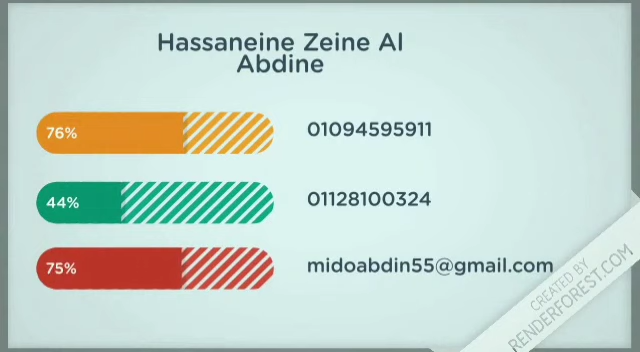 Hassaneine Zeine Al
Abdine
76%
01094595911
44%
01128100324
75%
midoabdin55@gmail.com
CREATED BY
RENDERFOREST.COM